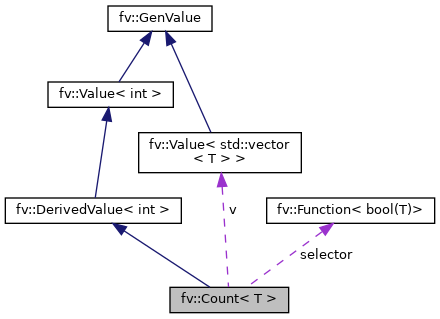 fv::GenValue
fv::Value< int >
fv::Value< std::vector
< T > >
fv::DerivedValue< int >
v
fv::Function< bool(T)>
selector
fv::Count< T >